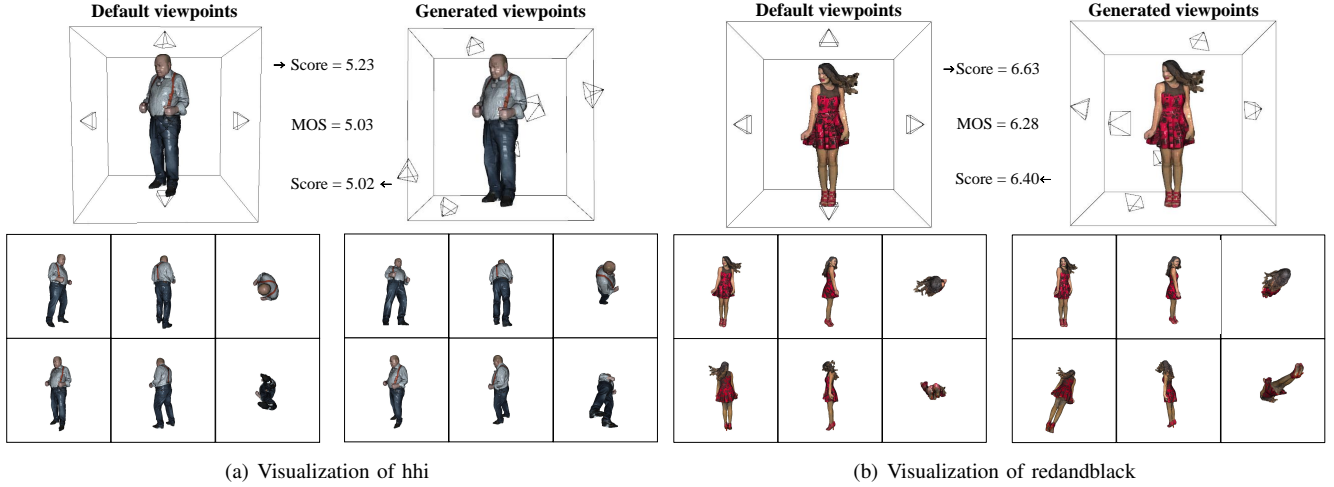 Default viewpoints
Generated viewpoints
→ Score = 5.23
MOS = 5.03
Score = 5.02 ←
(a) Visualization of hhi
Default viewpoints
Generated viewpoints
→Score = 6.63
MOS = 6.28
Score = 6.40←
(b) Visualization of redandblack